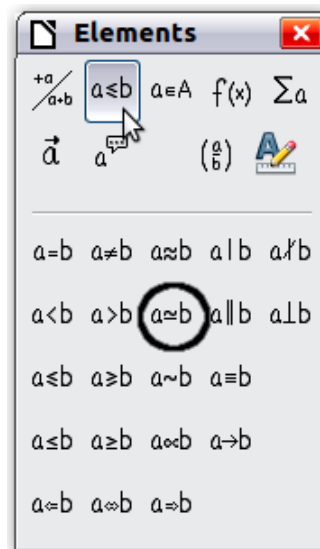 Elements
+a/a+b a≤b a∈A f(x) Σa
a⃗ a (a/b) A
a=b a≠b a≈b a∣b a∤b
a<b a>b a≃b a∥b a⊥b
a⩽b a⩾b a~b a≡b
a≤b a≥b a∝b a→b
a⇐b a⇔b a⇒b